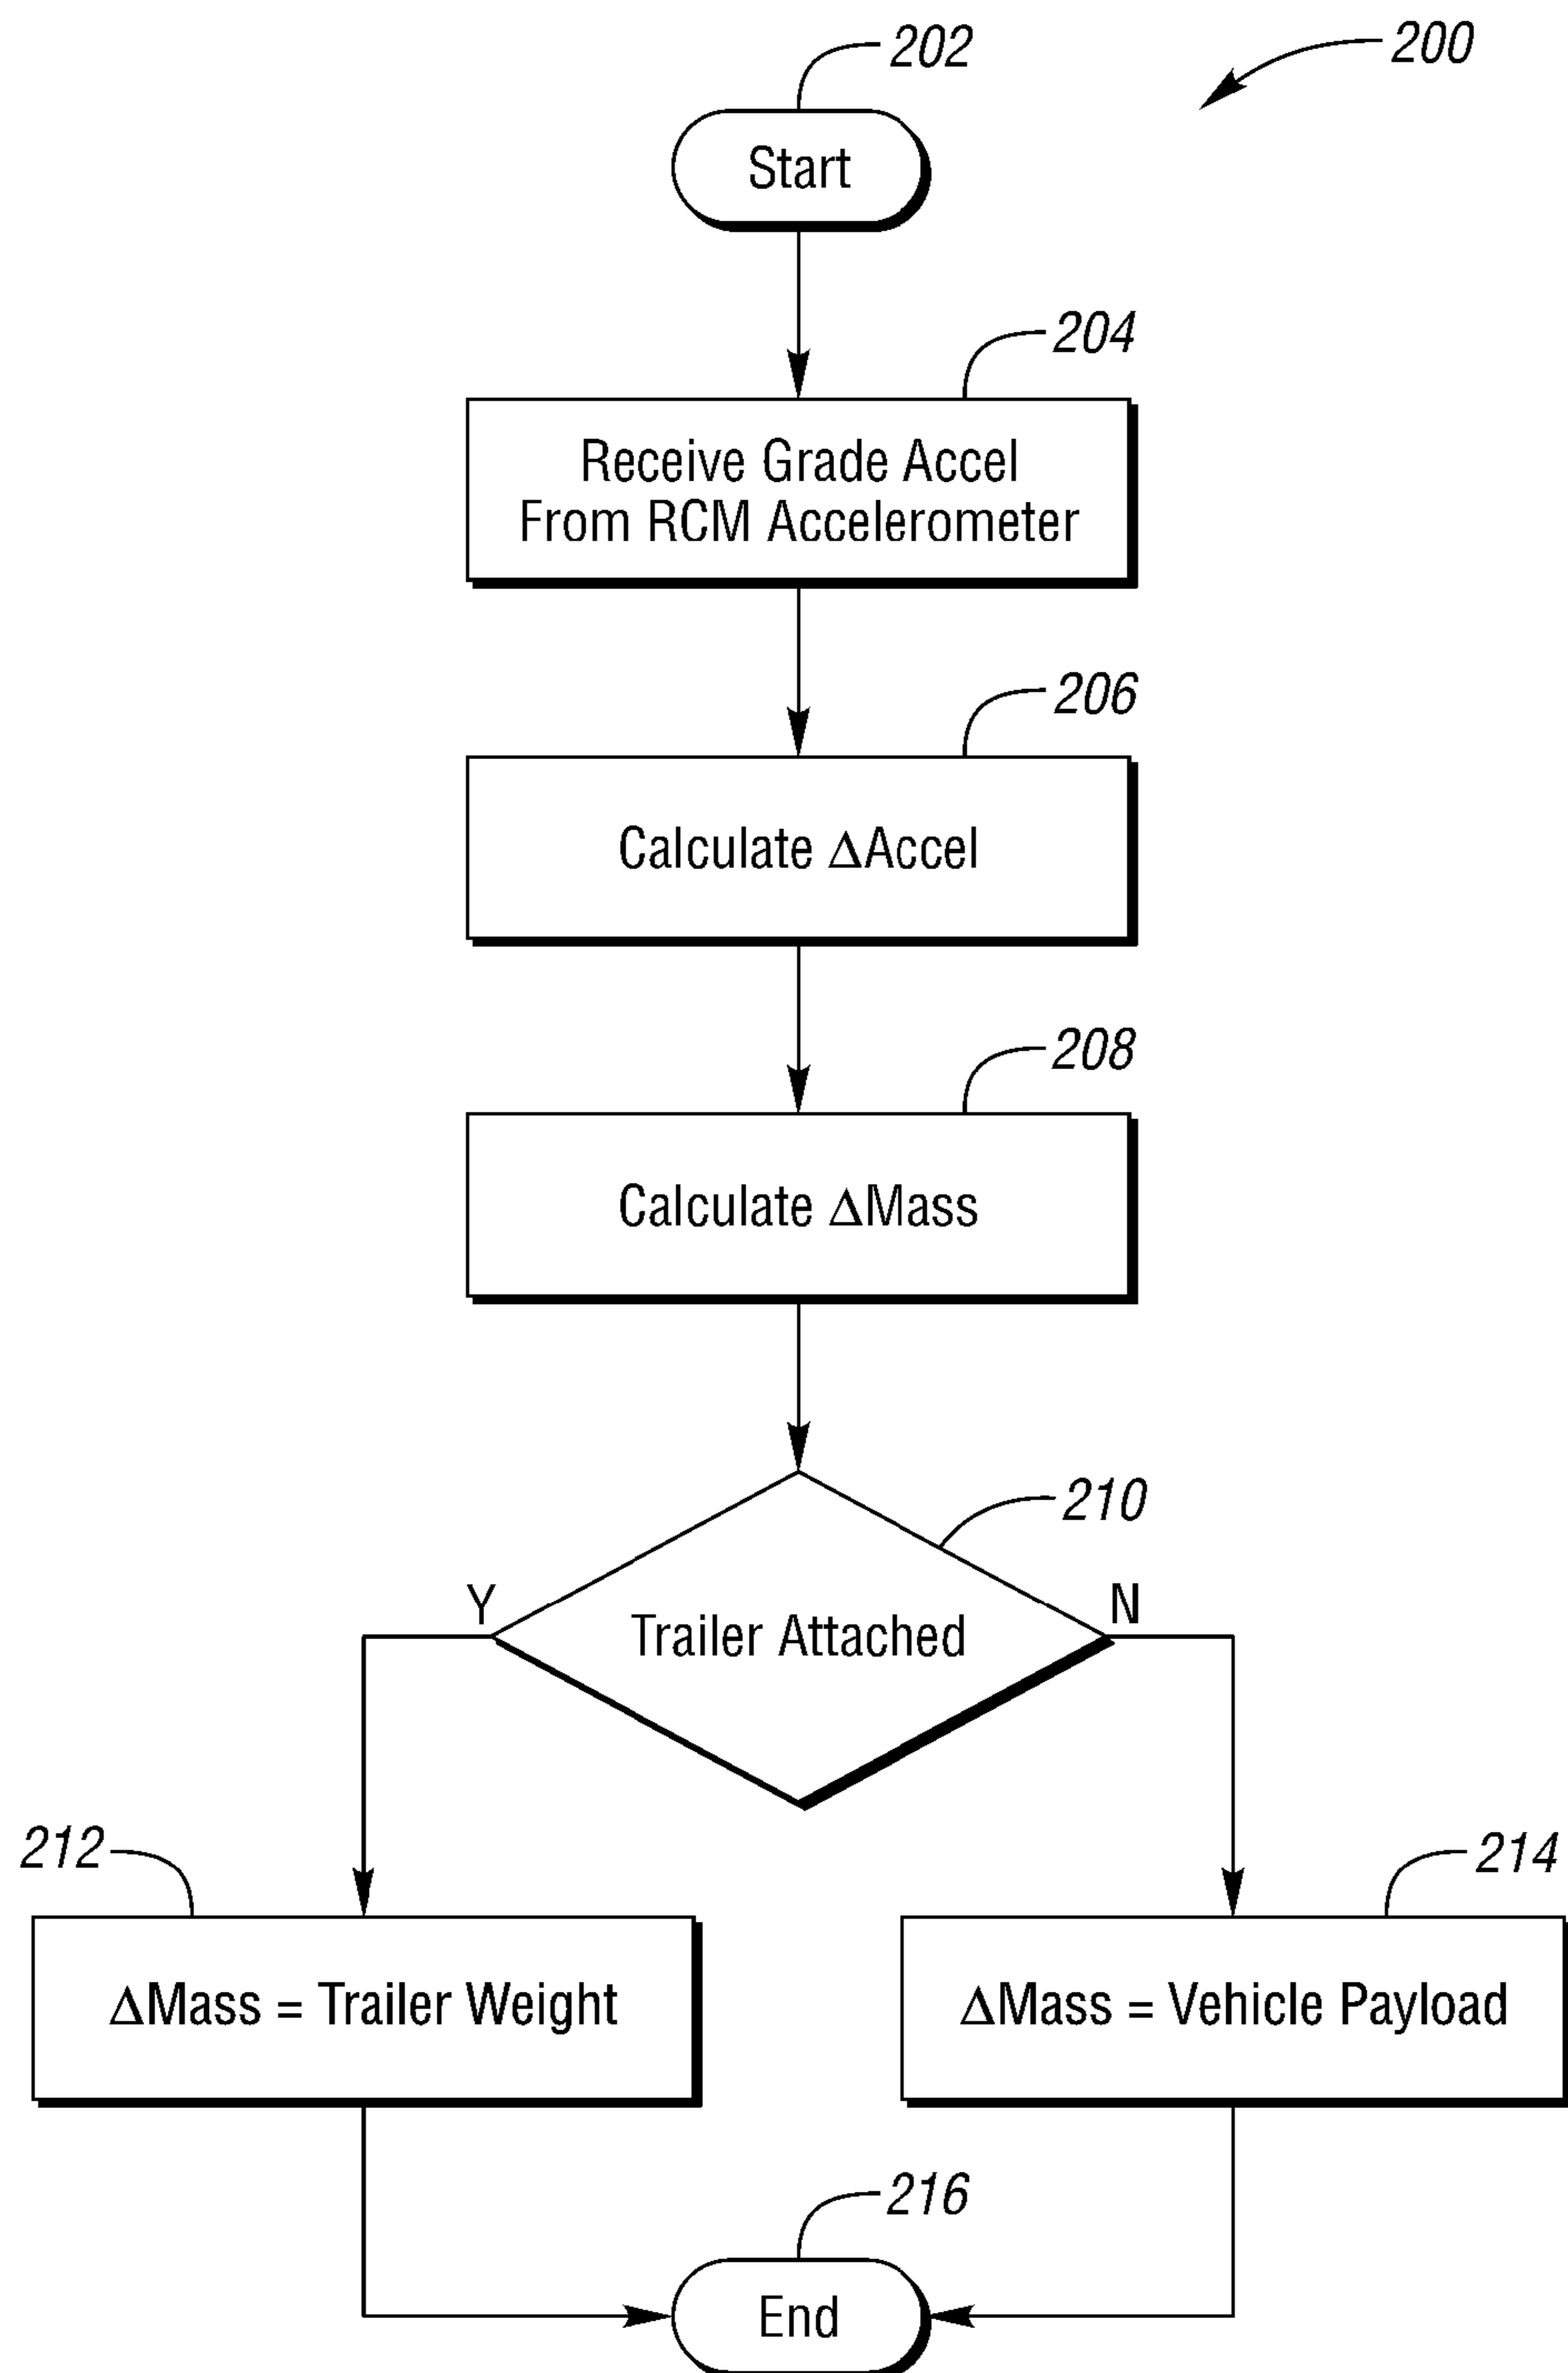 202
200
Start
204
Receive Grade Accel
From RCM Accelerometer
206
Calculate ΔAccel
208
Calculate ΔMass
210
Y
N
Trailer Attached
212
214
ΔMass = Trailer Weight
ΔMass = Vehicle Payload
216
End